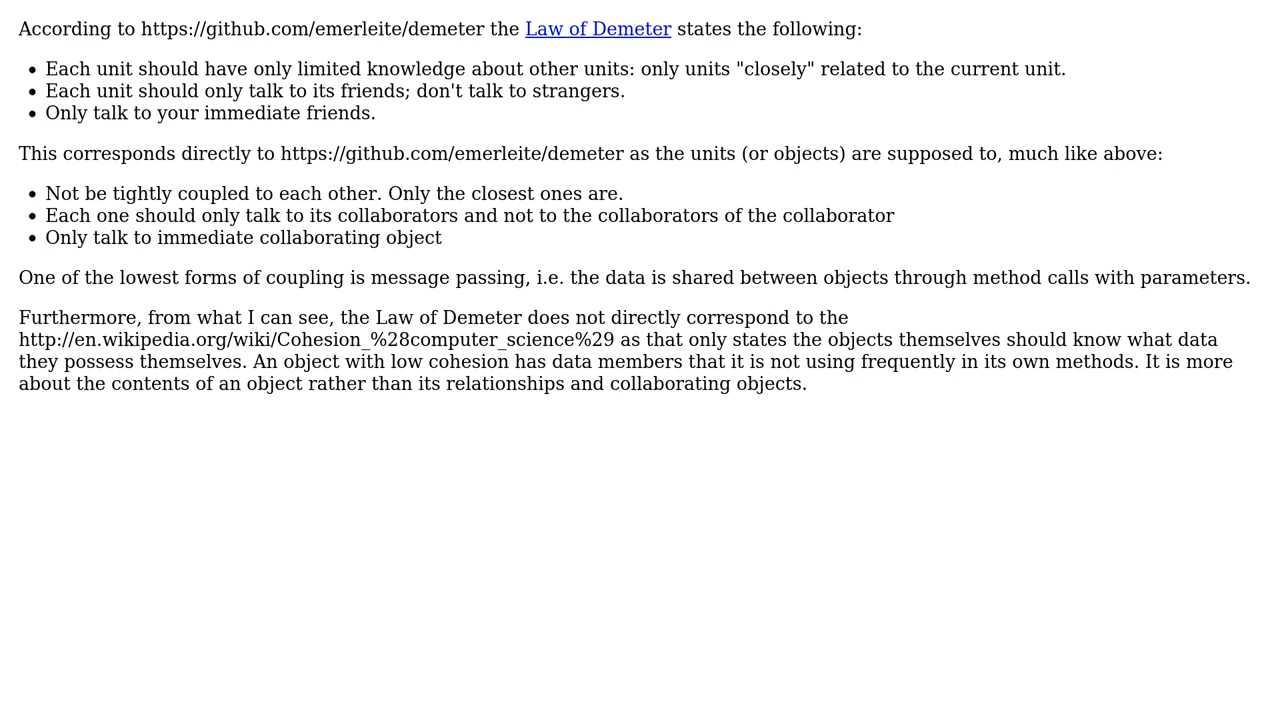 According to https://github.com/emerleite/demeter the Law of Demeter states the following:
• Each unit should have only limited knowledge about other units: only units "closely" related to the current unit.
• Each unit should only talk to its friends; don't talk to strangers.
• Only talk to your immediate friends.
This corresponds directly to https://github.com/emerleite/demeter as the units (or objects) are supposed to, much like above:
• Not be tightly coupled to each other. Only the closest ones are.
• Each one should only talk to its collaborators and not to the collaborators of the collaborator
• Only talk to immediate collaborating object
One of the lowest forms of coupling is message passing, i.e. the data is shared between objects through method calls with parameters.
Furthermore, from what I can see, the Law of Demeter does not directly correspond to the
http://en.wikipedia.org/wiki/Cohesion_%28computer_science%29 as that only states the objects themselves should know what data
they possess themselves. An object with low cohesion has data members that it is not using frequently in its own methods. It is more
about the contents of an object rather than its relationships and collaborating objects.